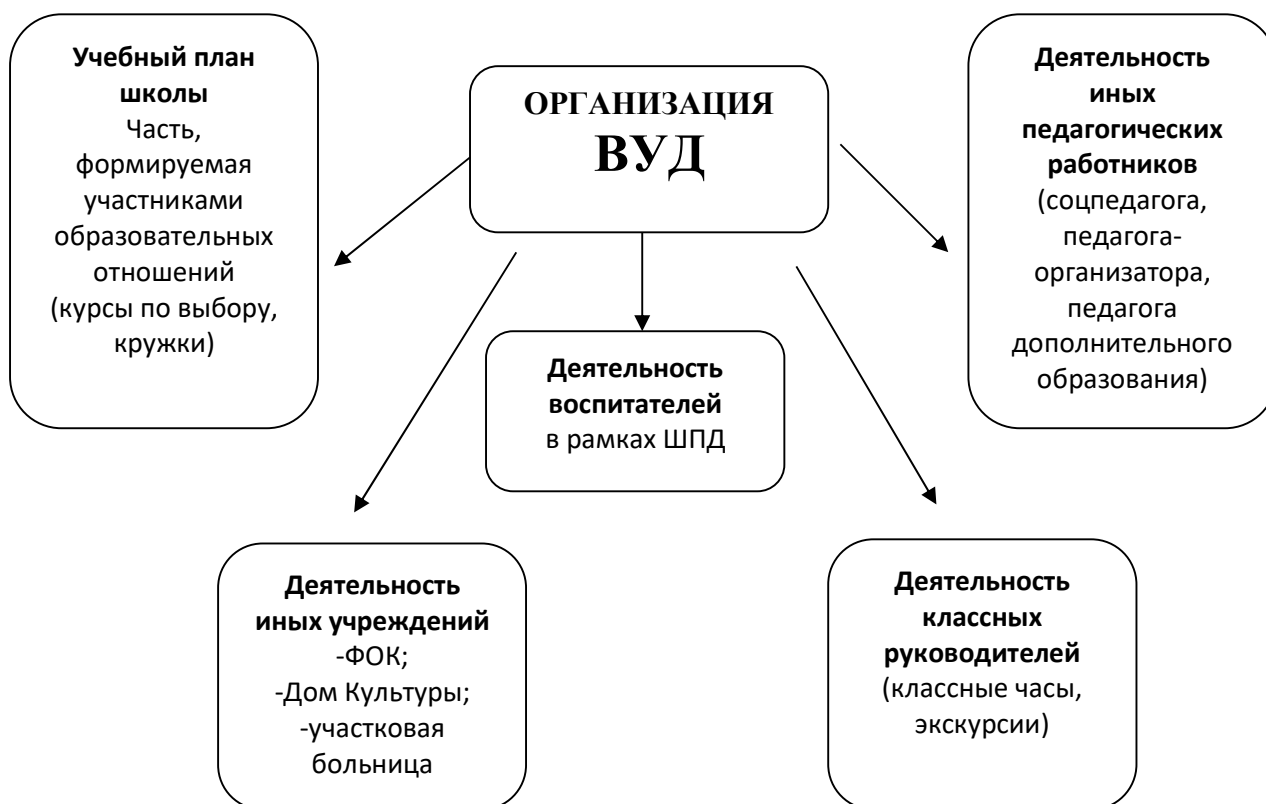 Учебный план
школы
Часть,
формируемая
участниками
образовательных
отношений
(курсы по выбору,
кружки)
ОРГАНИЗАЦИЯ
ВУД
Деятельность
иных
педагогических
работников
(соцпедагога,
педагога-
организатора,
педагога
дополнительного
образования)
Деятельность
воспитателей
в рамках ШПД
Деятельность
иных учреждений
-ФОК;
-Дом Культуры;
-участковая
больница
Деятельность
классных
руководителей
(классные часы,
экскурсии)